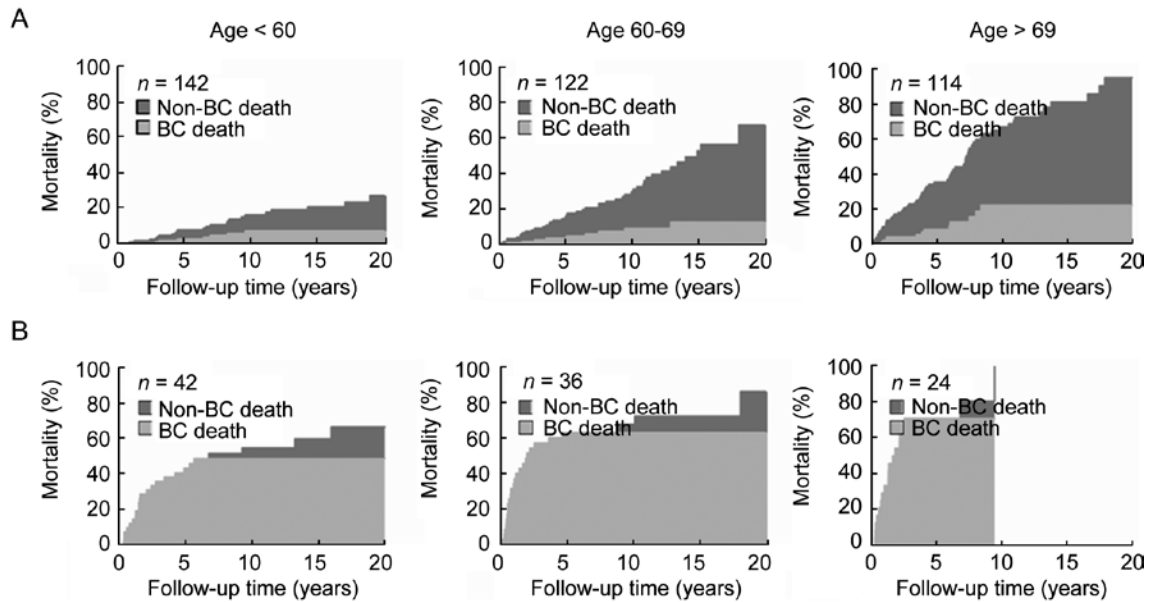 A
Age < 60
Age 60-69
Age > 69
Mortality (%)
100
80
60
40
20
0
n = 142
Non-BC death
BC death
0 5 10 15 20
Follow-up time (years)
Mortality (%)
100
80
60
40
20
0
n = 122
Non-BC death
BC death
0 5 10 15 20
Follow-up time (years)
Mortality (%)
100
80
60
40
20
0
n = 114
Non-BC death
BC death
0 5 10 15 20
Follow-up time (years)
B
Mortality (%)
100
80
60
40
20
0
n = 42
Non-BC death
BC death
0 5 10 15 20
Follow-up time (years)
Mortality (%)
100
80
60
40
20
0
n = 36
Non-BC death
BC death
0 5 10 15 20
Follow-up time (years)
Mortality (%)
100
80
60
40
20
0
n = 24
Non-BC death
BC death
0 5 10 15 20
Follow-up time (years)